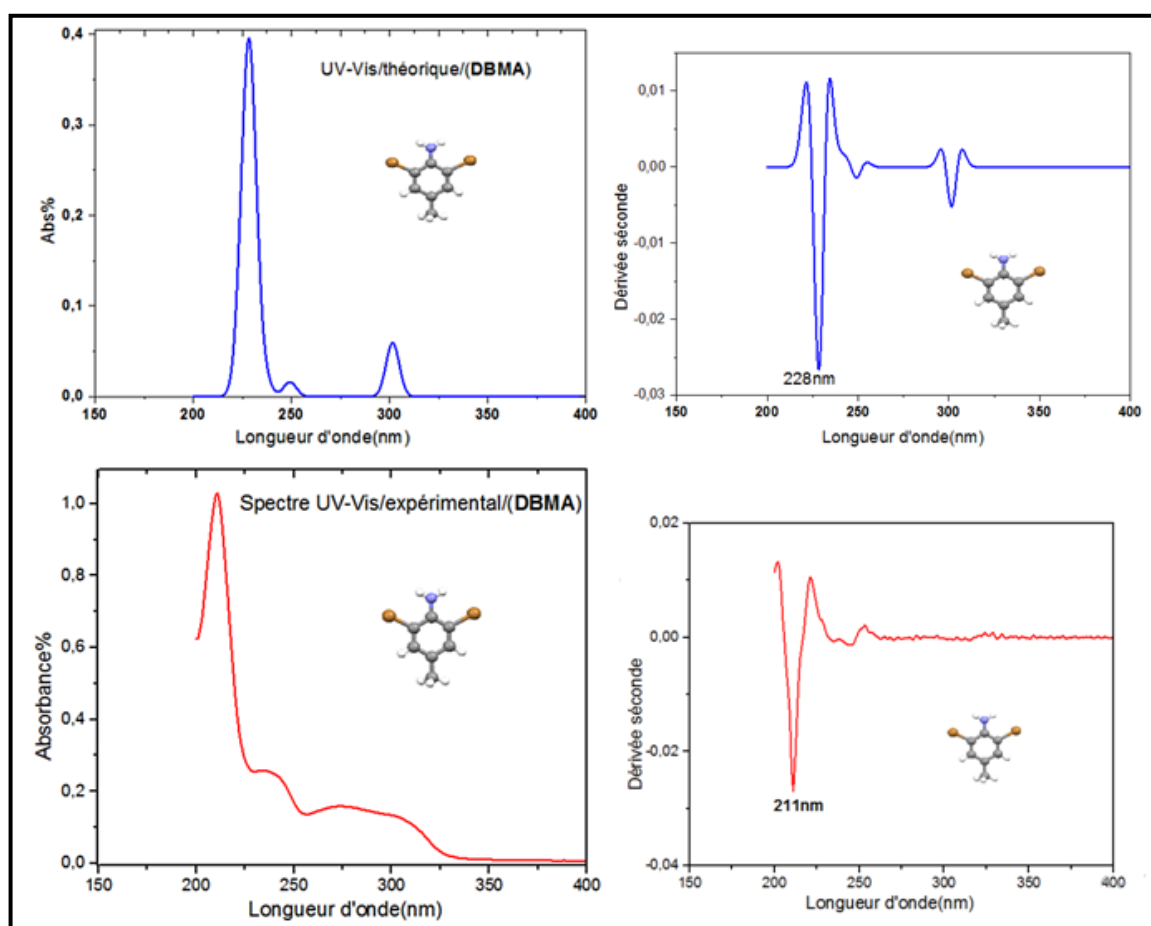 UV-Vis/théorique/(DBMA)
Abs%
0,4
0,3
0,2
0,1
0,0
150 200 250 300 350 400
Longueur d'onde(nm)
Dérivée séconde
0,01
0,00
-0,01
-0,02
-0,03
228nm
150 200 250 300 350 400
Longueur d'onde(nm)
Spectre UV-Vis/expérimental/(DBMA)
Absorbance%
1,0
0,8
0,6
0,4
0,2
0,0
150 200 250 300 350 400
Longueur d'onde(nm)
Dérivée séconde
0,02
0,00
-0,02
-0,04
211nm
150 200 250 300 350 400
Longueur d'onde(nm)